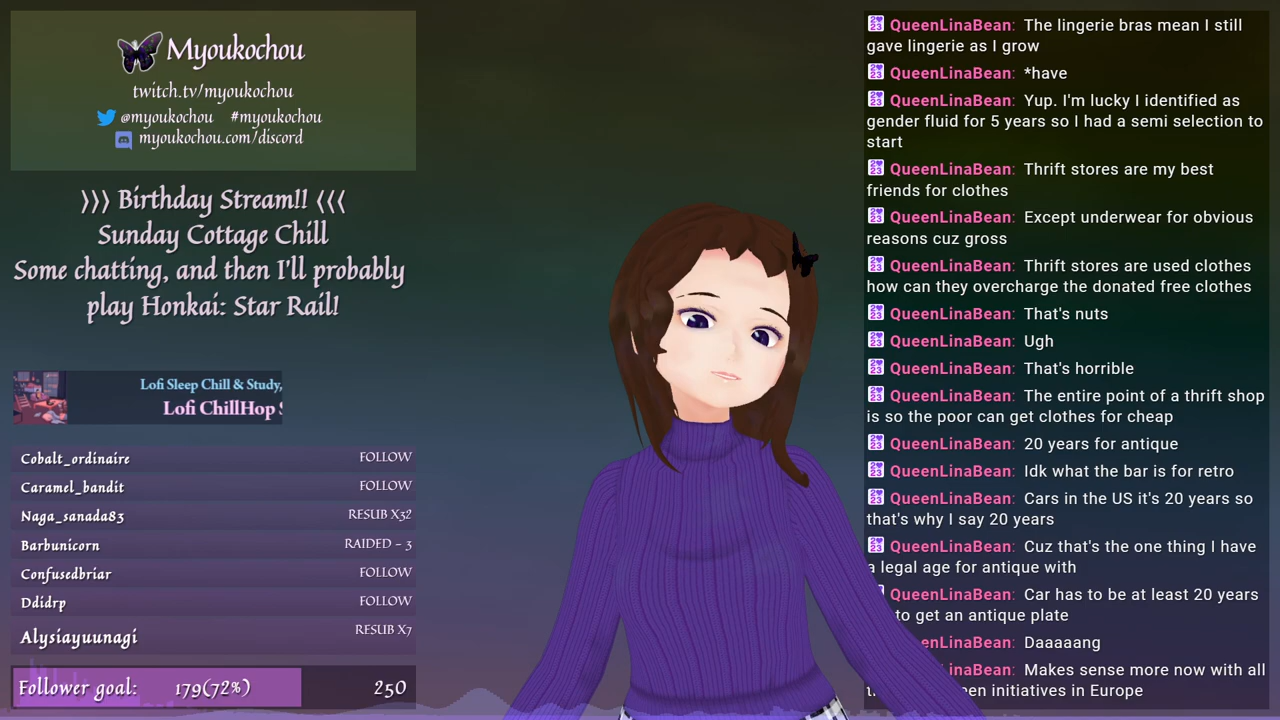 Myoukochou
twitch.tv/myoukochou
@myoukochou #myoukochou
myoukochou.com/discord
⟩⟩⟩ Birthday Stream!! ⟨⟨⟨
Sunday Cottage Chill
Some chatting, and then I'll probably
play Honkai: Star Rail!
Lofi Sleep Chill & Study,
Lofi ChillHop
Cobalt_ordinaire FOLLOW
Caramel_bandit FOLLOW
Naga_sanada83 RESUB X32
Barbunicorn RAIDED - 3
Confusedbriar FOLLOW
Ddidrp FOLLOW
Alysiayuunagi RESUB X7
Follower goal: 179(72%) 250
QueenLinaBean: The lingerie bras mean I still
gave lingerie as I grow
QueenLinaBean: *have
QueenLinaBean: Yup. I'm lucky I identified as
gender fluid for 5 years so I had a semi selection to
start
QueenLinaBean: Thrift stores are my best
friends for clothes
QueenLinaBean: Except underwear for obvious
reasons cuz gross
QueenLinaBean: Thrift stores are used clothes
how can they overcharge the donated free clothes
QueenLinaBean: That's nuts
QueenLinaBean: Ugh
QueenLinaBean: That's horrible
QueenLinaBean: The entire point of a thrift shop
is so the poor can get clothes for cheap
QueenLinaBean: 20 years for antique
QueenLinaBean: Idk what the bar is for retro
QueenLinaBean: Cars in the US it's 20 years so
that's why I say 20 years
QueenLinaBean: Cuz that's the one thing I have
a legal age for antique with
QueenLinaBean: Car has to be at least 20 years
to get an antique plate
enLinaBean: Daaaaang
inaBean: Makes sense more now with all
initiatives in Europe